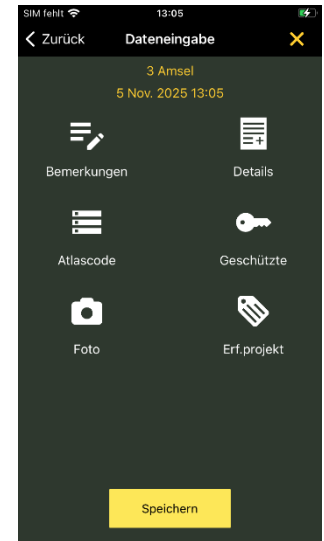 SIM fehlt 13:05
Zurück Dateneingabe
3 Amsel
5 Nov. 2025 13:05
Bemerkungen Details
Atlascode Geschützte
Foto Erf.projekt
Speichern